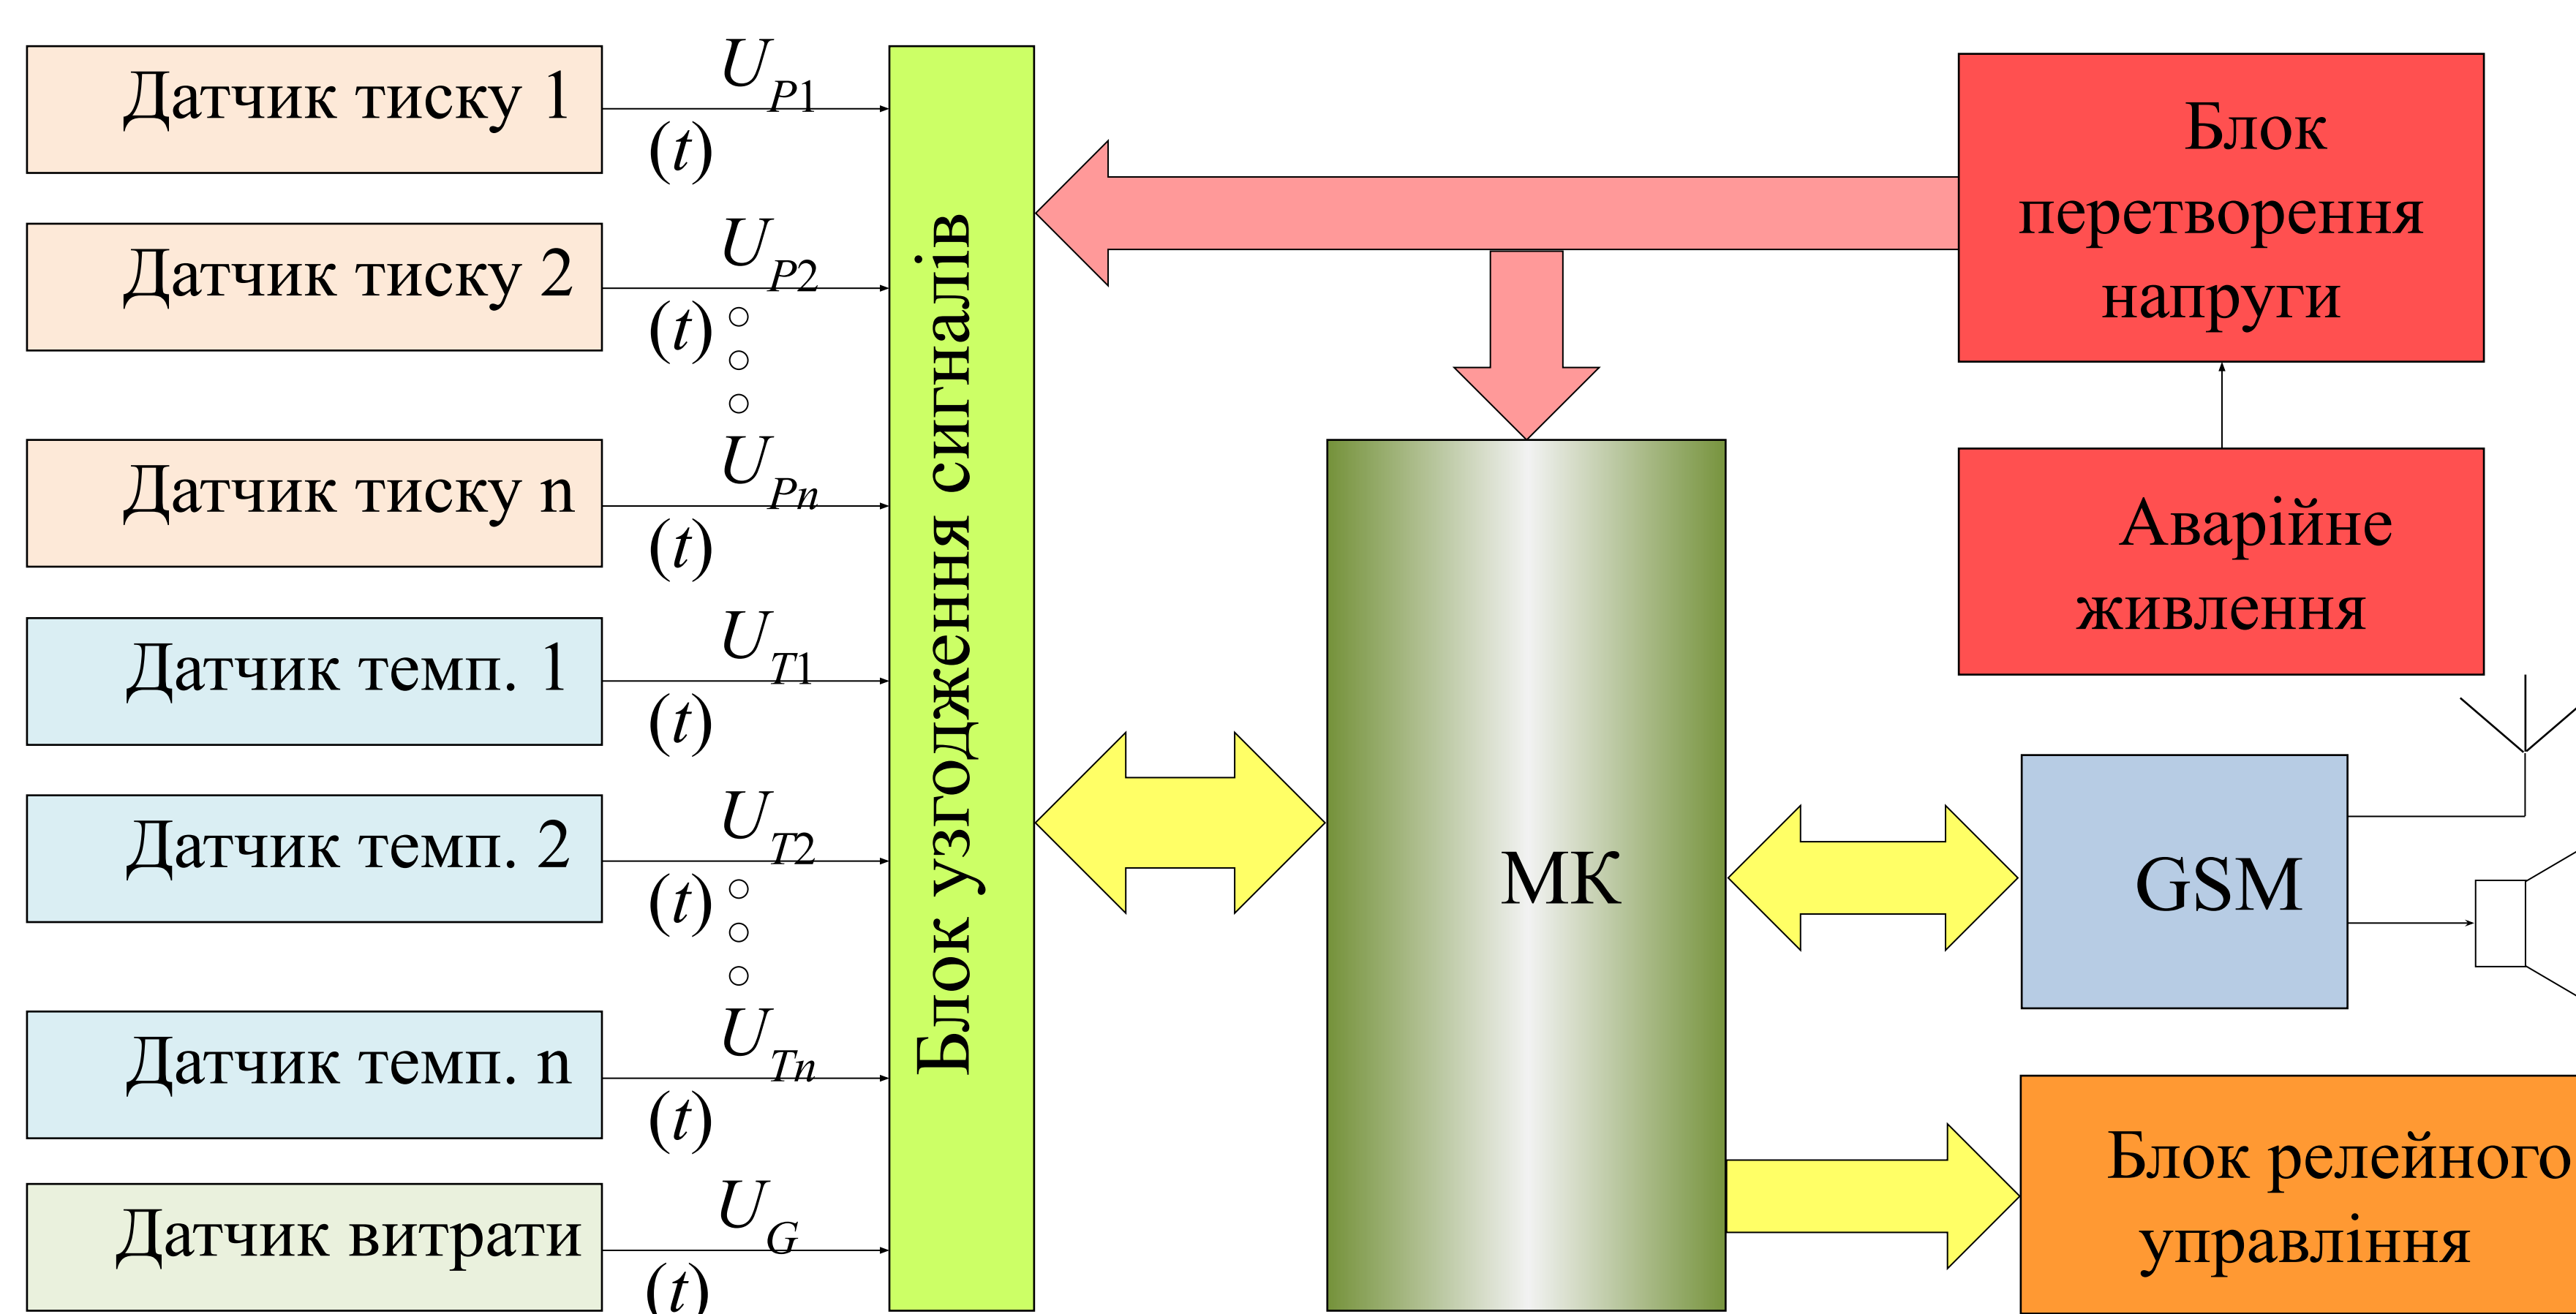 Датчик тиску 1
U_P1
(t)
Датчик тиску 2
U_P2
(t)
Датчик тиску n
U_Pn
(t)
Датчик темп. 1
U_T1
(t)
Датчик темп. 2
U_T2
(t)
Датчик темп. n
U_Tn
(t)
Датчик витрати
U_G
(t)
Блок узгодження сигналів
МК
Блок
перетворення
напруги
Аварійне
живлення
GSM
Блок релейного
управління